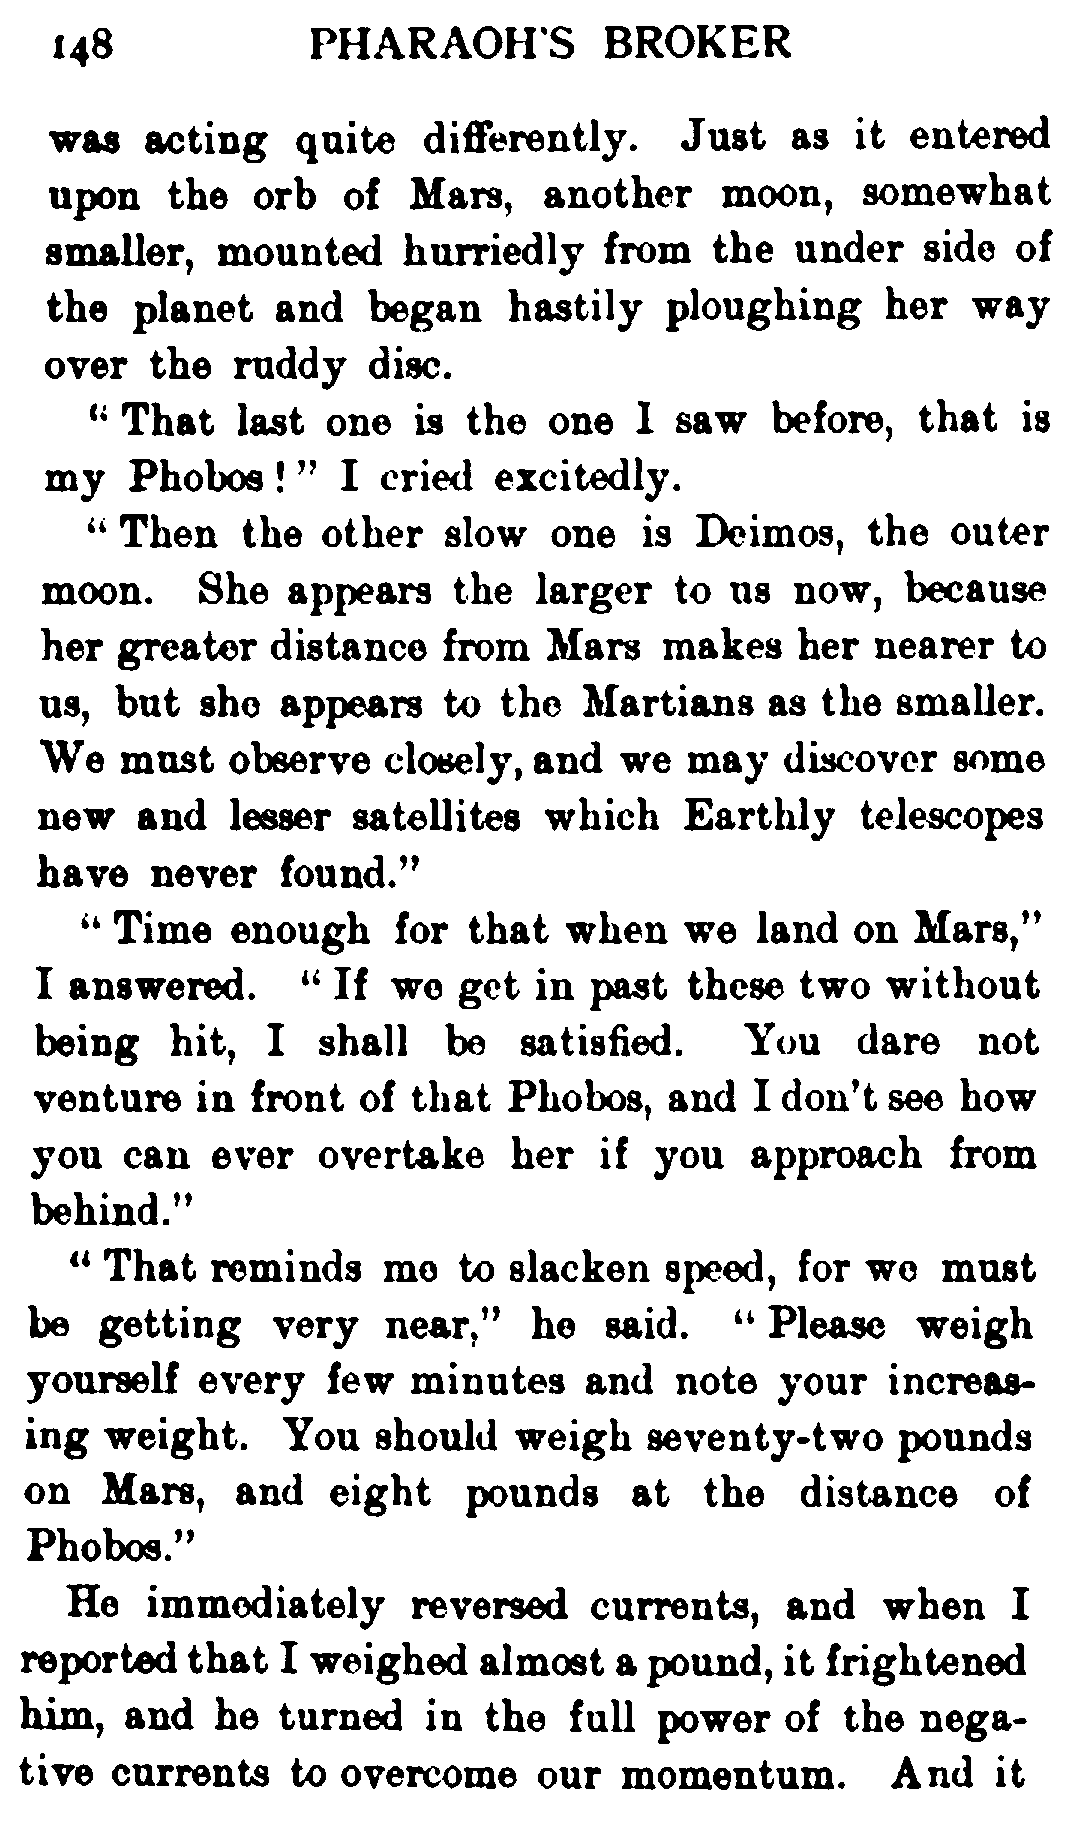 148 PHARAOH'S BROKER
was acting quite differently. Just as it entered
upon the orb of Mars, another moon, somewhat
smaller, mounted hurriedly from the under side of
the planet and began hastily ploughing her way
over the ruddy disc.
“ That last one is the one I saw before, that is
my Phobos ! ” I cried excitedly.
“ Then the other slow one is Deimos, the outer
moon. She appears the larger to us now, because
her greater distance from Mars makes her nearer to
us, but she appears to the Martians as the smaller.
We must observe closely, and we may discover some
new and lesser satellites which Earthly telescopes
have never found.”
“ Time enough for that when we land on Mars,”
I answered. “ If we get in past these two without
being hit, I shall be satisfied. You dare not
venture in front of that Phobos, and I don't see how
you can ever overtake her if you approach from
behind.”
“ That reminds me to slacken speed, for we must
be getting very near,” he said. “ Please weigh
yourself every few minutes and note your increas-
ing weight. You should weigh seventy-two pounds
on Mars, and eight pounds at the distance of
Phobos.”
He immediately reversed currents, and when I
reported that I weighed almost a pound, it frightened
him, and he turned in the full power of the nega-
tive currents to overcome our momentum. And it